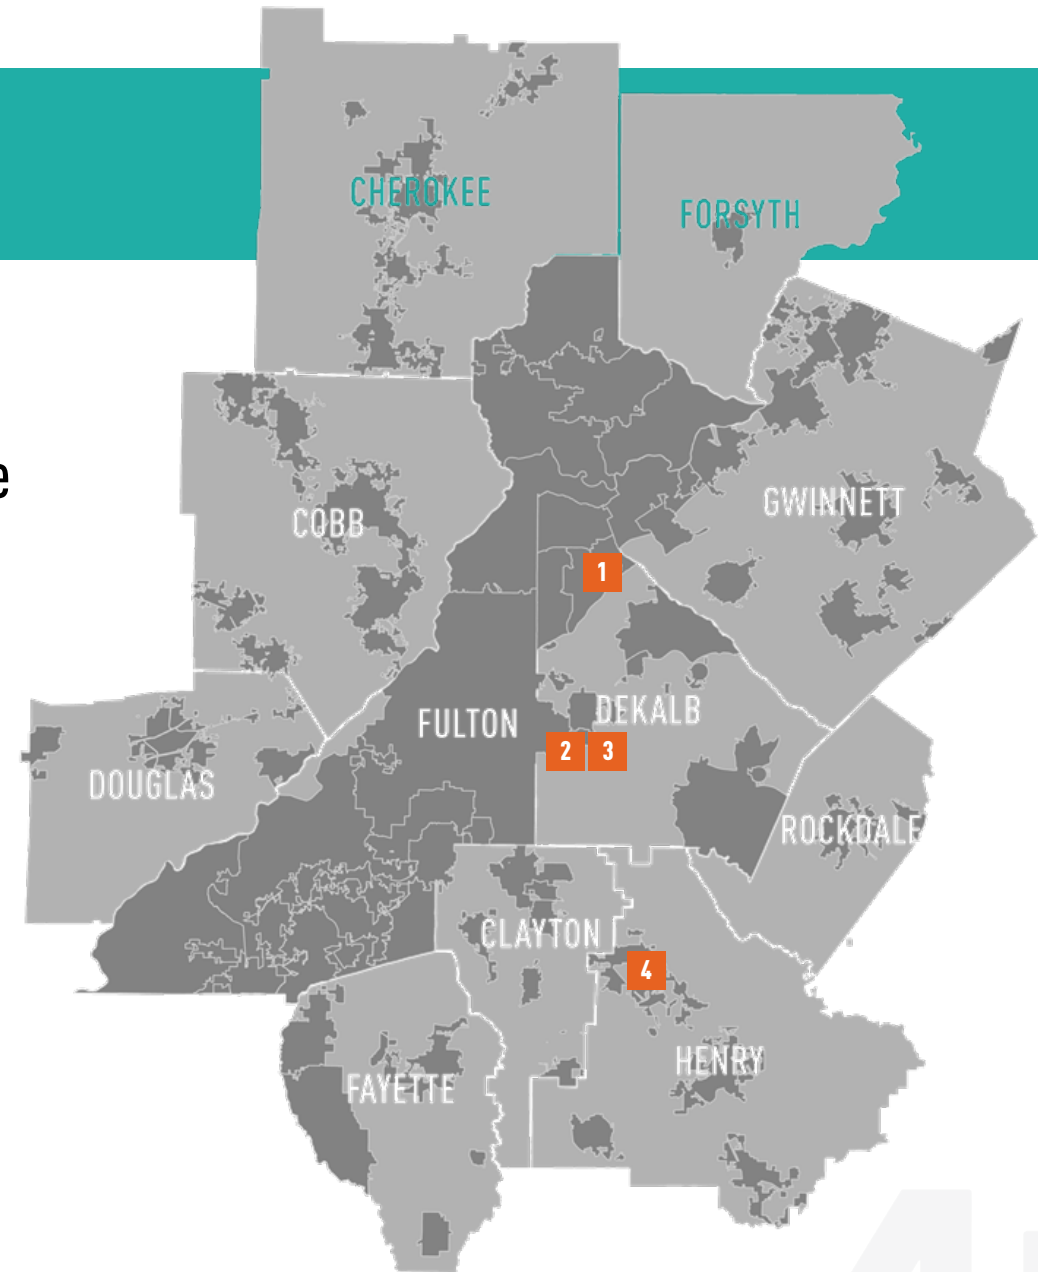 CHEROKEE
FORSYTH
e
GWINNETT
COBB
1
DEKALB
FULTON
2 3
DOUGLAS
ROCKDALE
CLAYTON
4
HENRY
FAYETTE